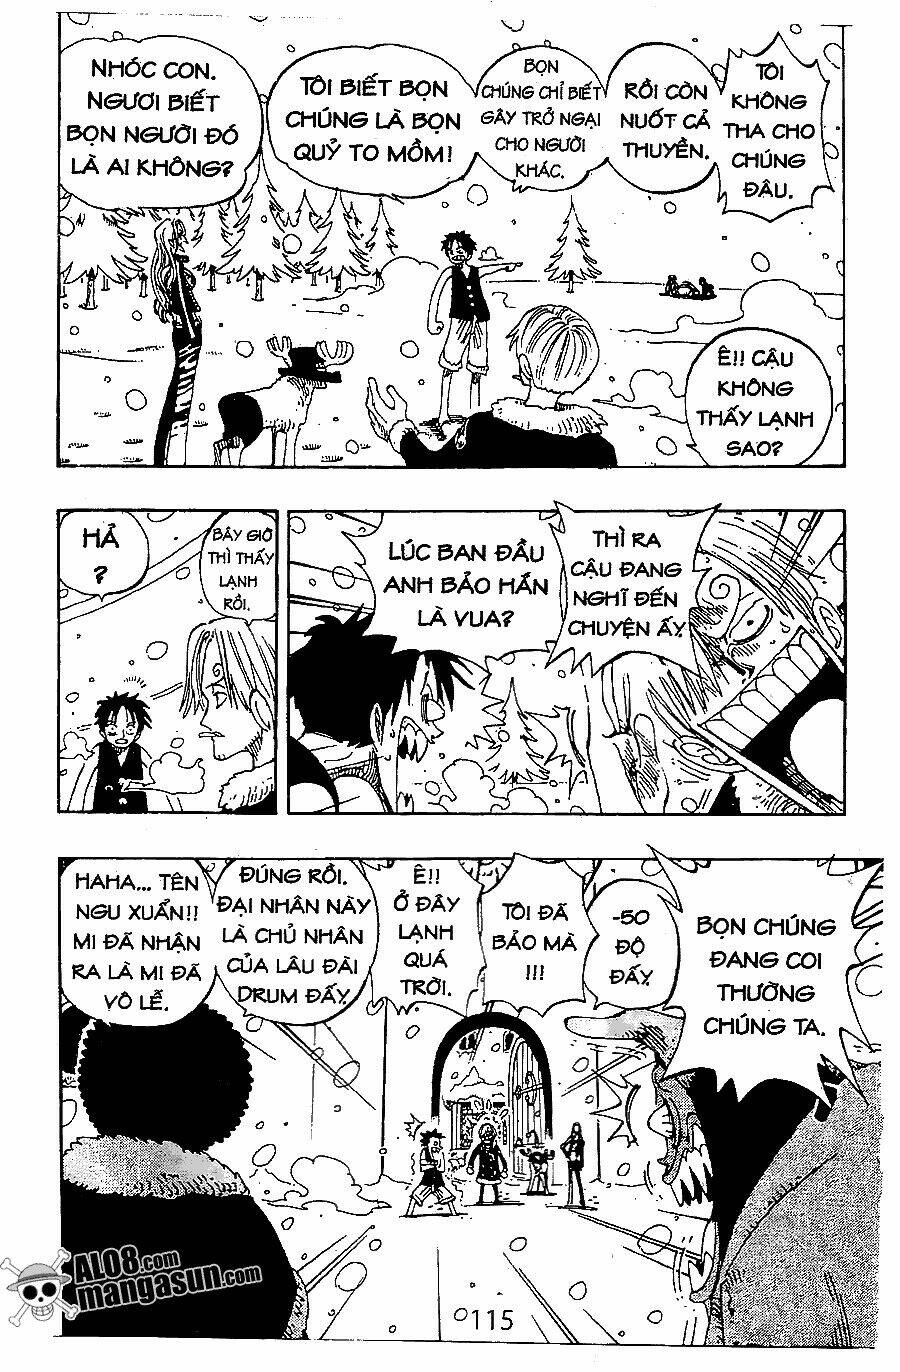 NHÓC CON.
NGƯƠI BIẾT
BỌN NGƯỜI ĐÓ
LÀ AI KHÔNG?
TÔI BIẾT BỌN
CHÚNG LÀ BỌN
QUỶ TO MỒM!
BỌN
CHÚNG CHỈ BIẾT
GÂY TRỞ NGẠI
CHO NGƯỜI
KHÁC.
RỒI CÒN
NUỐT CẢ
THUYỀN.
TÔI
KHÔNG
THA CHO
CHÚNG
ĐÂU.
Ê!! CẬU
KHÔNG
THẤY LẠNH
SAO?
HẢ
?
BÂY GIỜ
THÌ THẤY
LẠNH
RỒI.
LÚC BAN ĐẦU
ANH BẢO HẮN
LÀ VUA?
THÌ RA
CẬU ĐANG
NGHĨ ĐẾN
CHUYỆN ẤY.
HAHA... TÊN
NGU XUẨN!!
MI ĐÃ NHẬN
RA LÀ MI ĐÃ
VÔ LỄ.
ĐÚNG RỒI.
ĐẠI NHÂN NÀY
LÀ CHỦ NHÂN
CỦA LÂU ĐÀI
DRUM ĐẤY.
Ê!!
Ở ĐÂY
LẠNH
QUÁ
TRỜI.
TÔI ĐÃ
BẢO MÀ
!!!
-50
ĐỘ
ĐẤY.
BỌN CHÚNG
ĐANG COI
THƯỜNG
CHÚNG TA.
AL08.com
mangasun.com
115